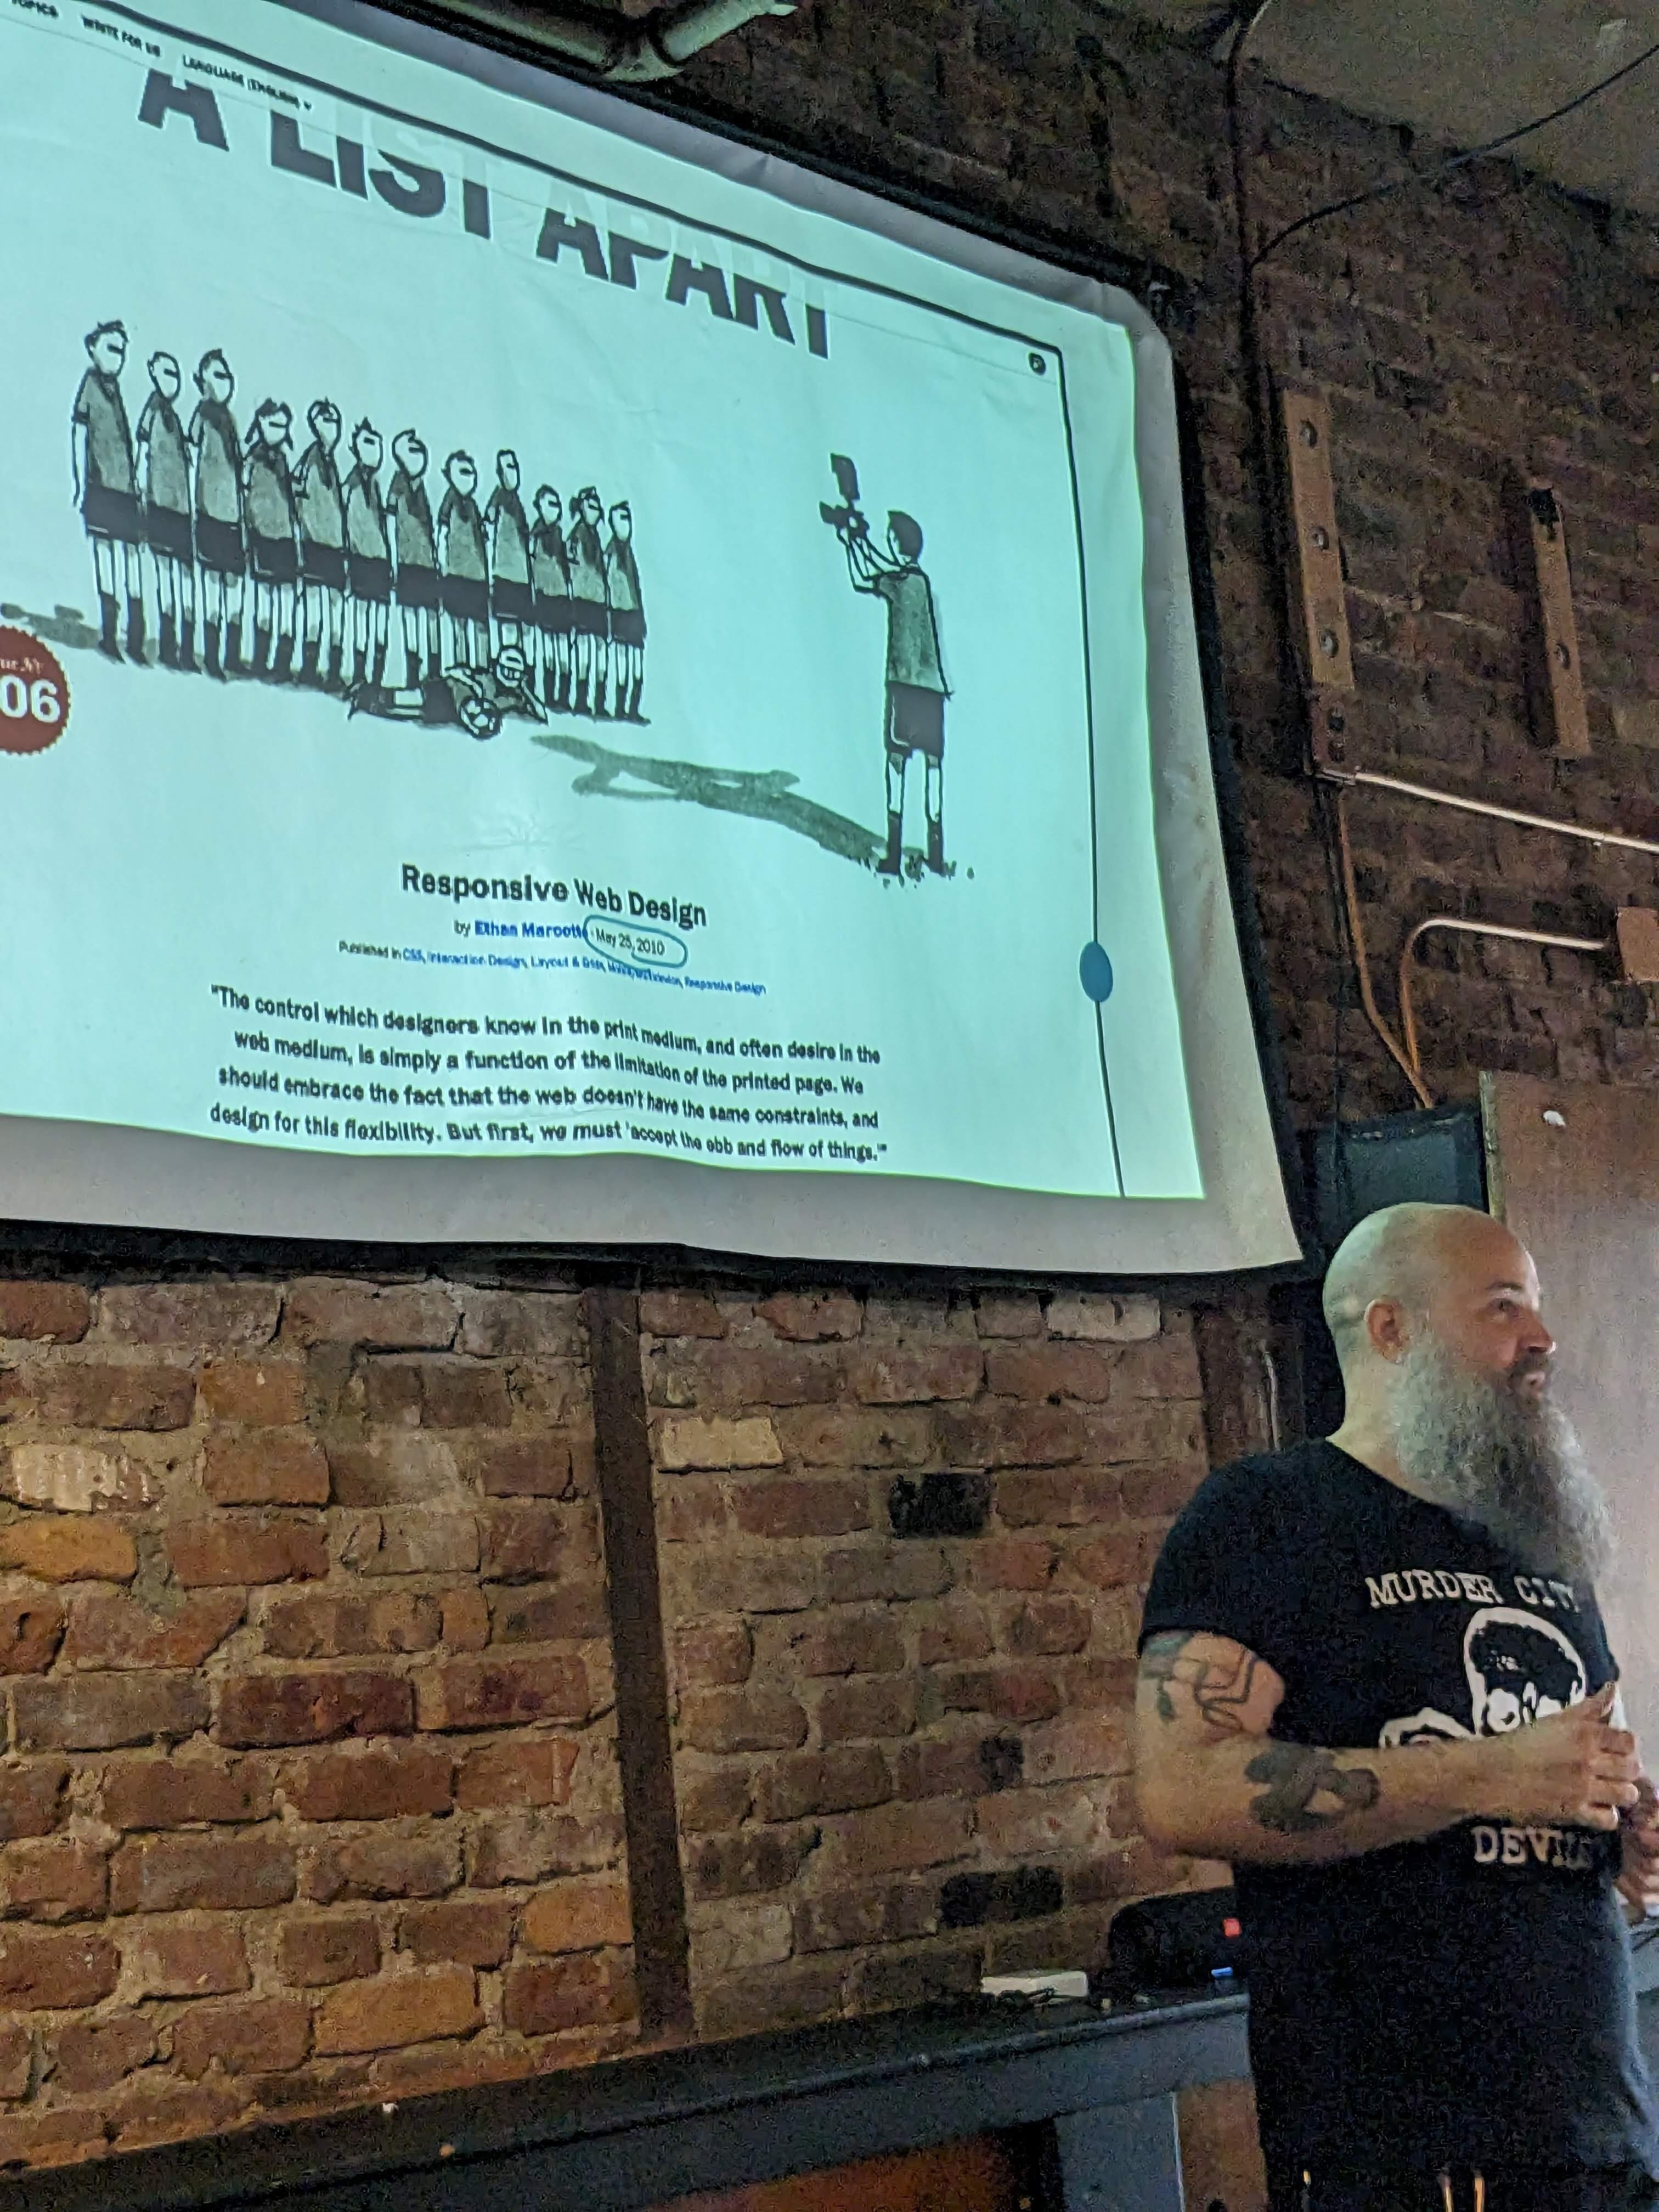 TOPICS WRITE FOR US LANGUAGE (ENGLISH)
A LIST APART
06
Responsive Web Design
by Ethan Marcotte · May 25, 2010
Published in CSS, Interaction Design, Layout & Grids, Responsive Design
"The control which designers know in the print medium, and often desire in the
web medium, is simply a function of the limitation of the printed page. We
should embrace the fact that the web doesn't have the same constraints, and
design for this flexibility. But first, we must 'accept the ebb and flow of things.'"
MURDER CITY
DEVILS